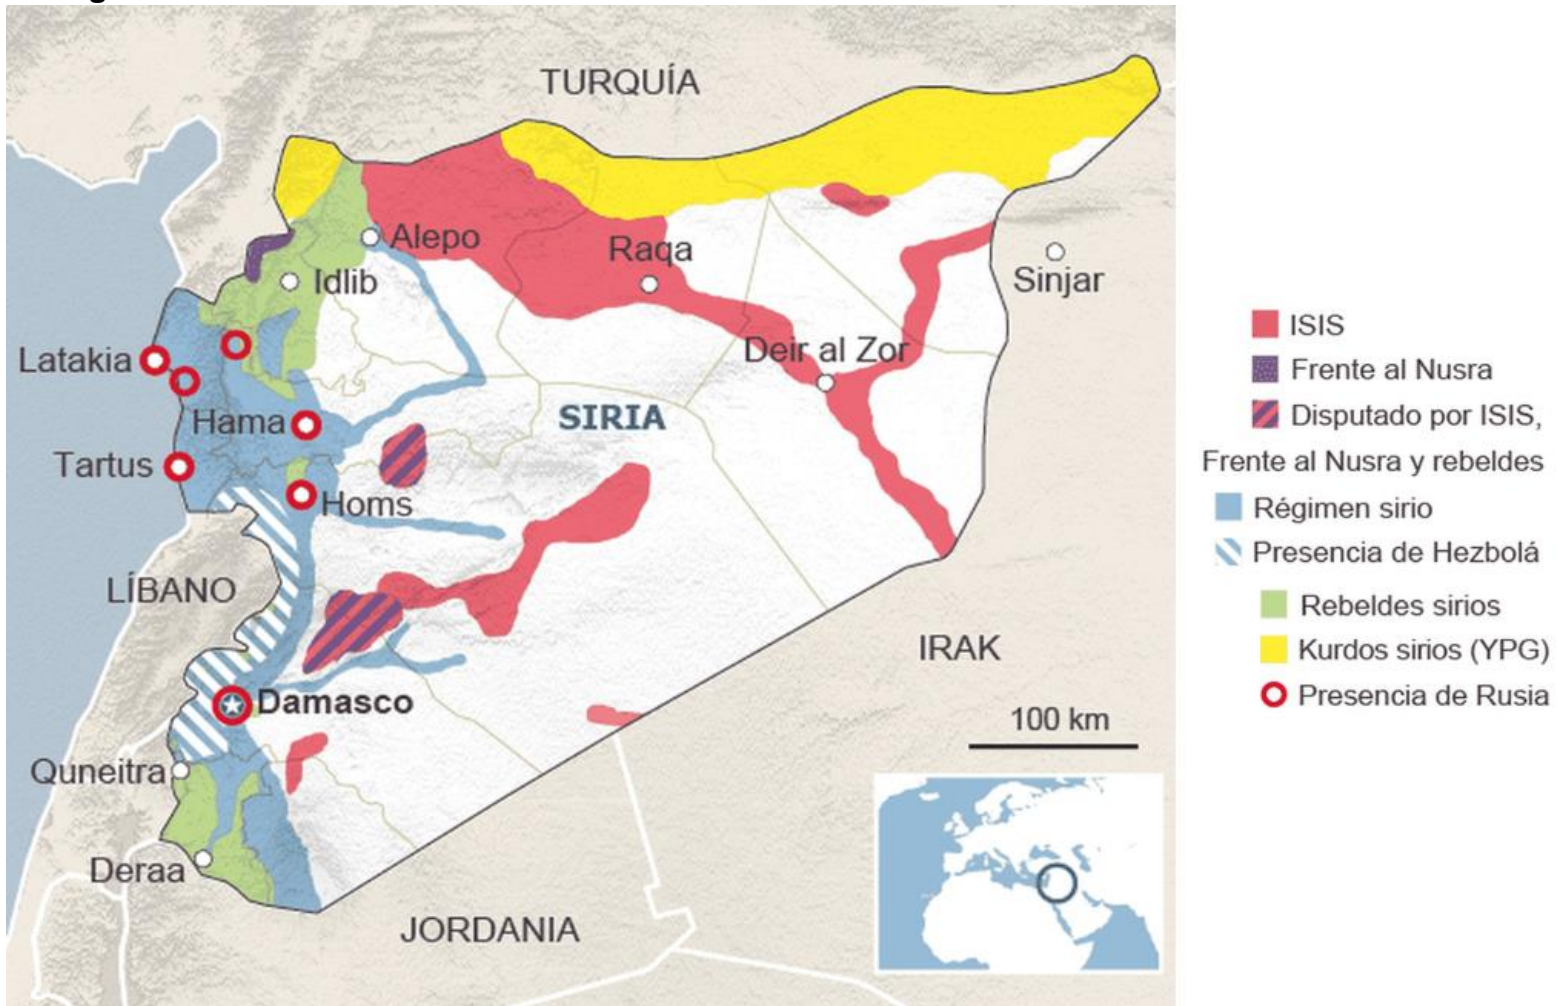 TURQUÍA
Alepo
Raqa
Idlib
Sinjar
Latakia
Deir al Zor
Hama
SIRIA
Tartus
Homs
LÍBANO
IRAK
Damasco
100 km
Quneitra
Deraa
JORDANIA
ISIS
Frente al Nusra
Disputado por ISIS,
Frente al Nusra y rebeldes
Régimen sirio
Presencia de Hezbolá
Rebeldes sirios
Kurdos sirios (YPG)
Presencia de Rusia